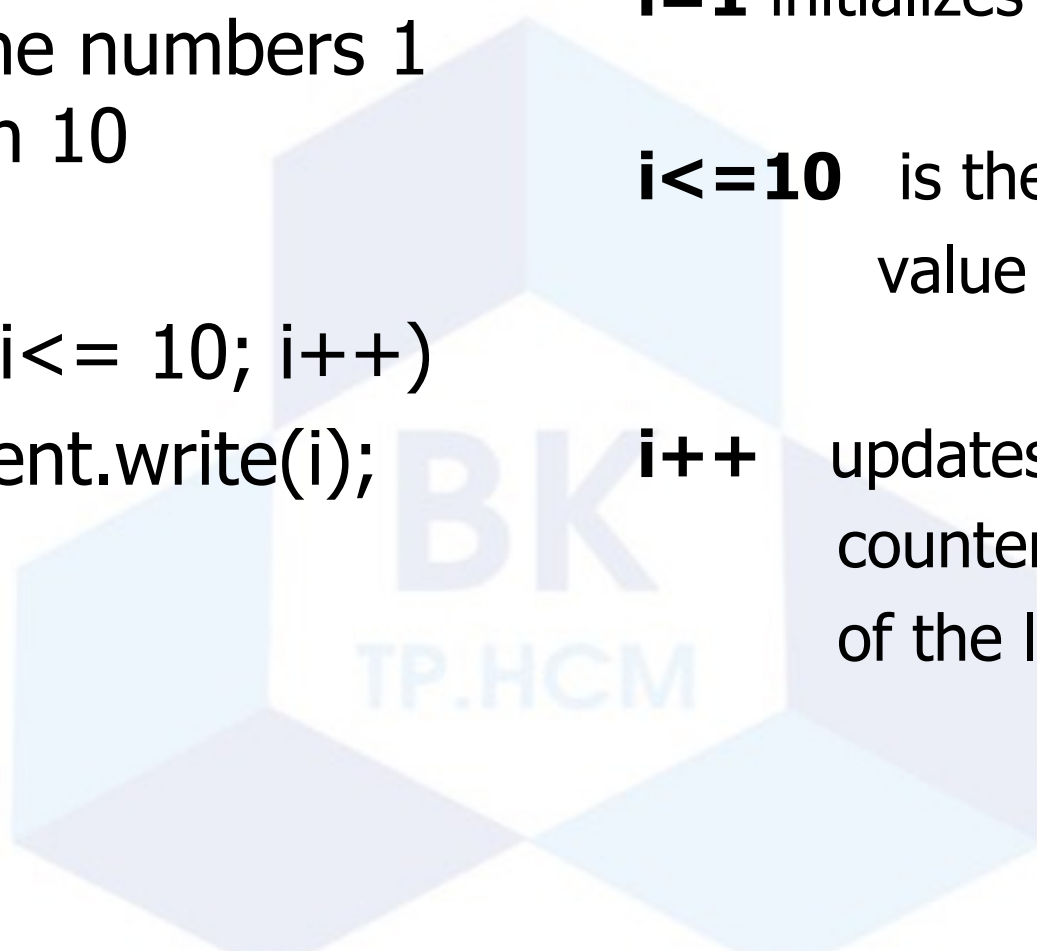 he numbers 1
n 10
i<= 10; i++)
ent.write(i);
i=1 initializes
i<=10 is the
value
i++ updates
counter
of the l
BK
TP.HCM